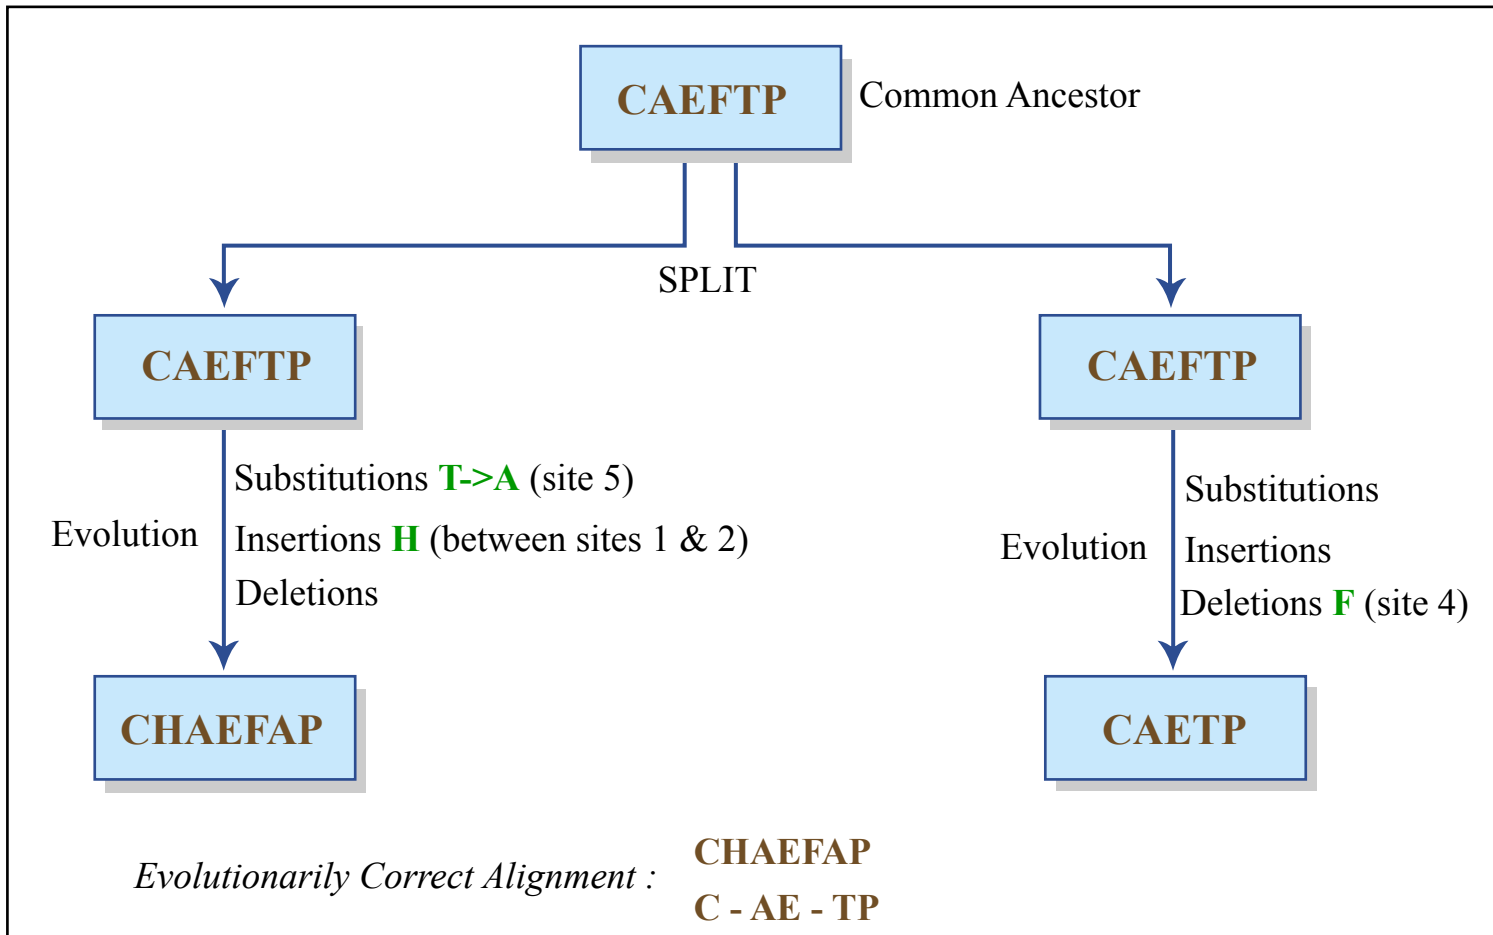 CAEFTP
Common Ancestor
SPLIT
CAEFTP
CAEFTP
Evolution
Substitutions T->A (site 5)
Insertions H (between sites 1 & 2)
Deletions
Evolution
Substitutions
Insertions
Deletions F (site 4)
CHAEFAP
CAETP
Evolutionarily Correct Alignment :
CHAEFAP
C - AE - TP